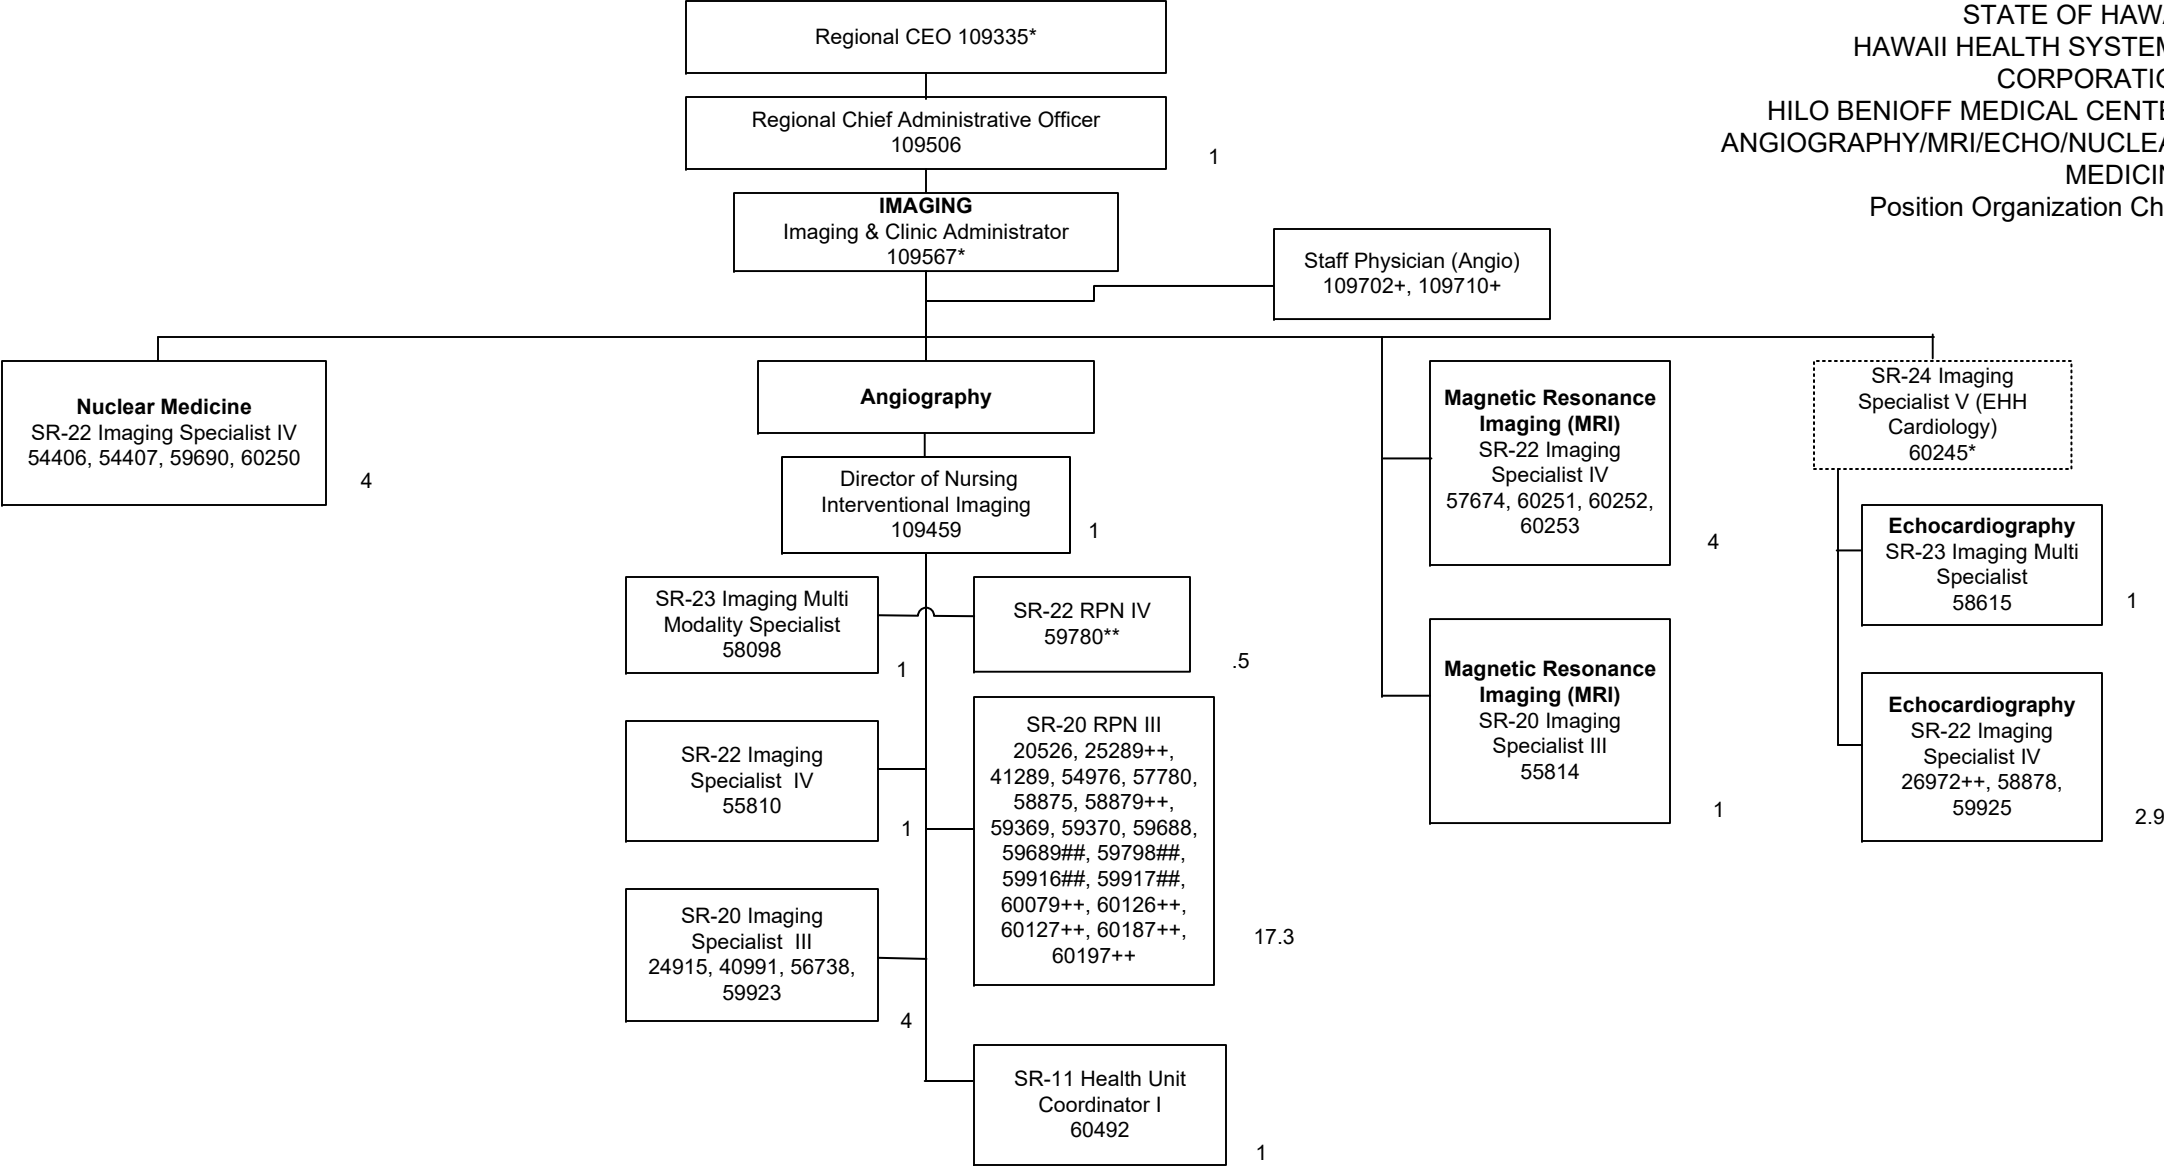 Regional CEO 109335*
STATE OF HAWA
HAWAII HEALTH SYSTEM
CORPORATIO
HILO BENIOFF MEDICAL CENTE
ANGIOGRAPHY/MRI/ECHO/NUCLEA
MEDICIN
Position Organization Ch
Regional Chief Administrative Officer
109506
1
IMAGING
Imaging & Clinic Administrator
109567*
Staff Physician (Angio)
109702+, 109710+
Nuclear Medicine
SR-22 Imaging Specialist IV
54406, 54407, 59690, 60250
4
Angiography
Director of Nursing
Interventional Imaging
109459
1
SR-23 Imaging Multi
Modality Specialist
58098
1
SR-22 RPN IV
59780**
.5
SR-22 Imaging
Specialist IV
55810
1
SR-20 RPN III
20526, 25289++,
41289, 54976, 57780,
58875, 58879++,
59369, 59370, 59688,
59689##, 59798##,
59916##, 59917##,
60079++, 60126++,
60127++, 60187++,
60197++
17.3
SR-20 Imaging
Specialist III
24915, 40991, 56738,
59923
4
SR-11 Health Unit
Coordinator I
60492
1
Magnetic Resonance
Imaging (MRI)
SR-22 Imaging
Specialist IV
57674, 60251, 60252,
60253
4
Magnetic Resonance
Imaging (MRI)
SR-20 Imaging
Specialist III
55814
1
SR-24 Imaging
Specialist V (EHH
Cardiology)
60245*
Echocardiography
SR-23 Imaging Multi
Specialist
58615
1
Echocardiography
SR-22 Imaging
Specialist IV
26972++, 58878,
59925
2.9